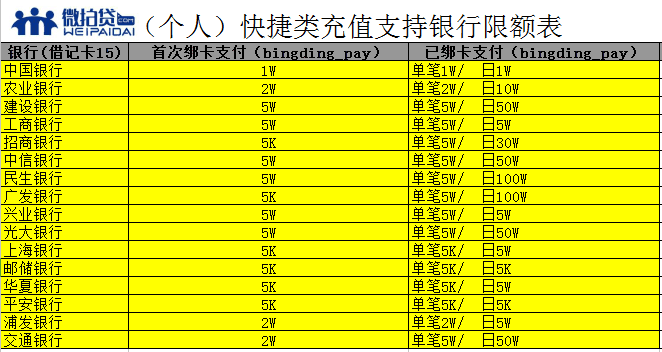 微拍贷.com
WEIPAIDAI
（个人）快捷类充值支持银行限额表
银行(借记卡15) 首次绑卡支付（bingding_pay） 已绑卡支付（bingding_pay）
中国银行 1W 单笔1W/ 日1W
农业银行 2W 单笔2W/ 日10W
建设银行 5W 单笔5W/ 日50W
工商银行 5W 单笔5W/ 日5W
招商银行 5K 单笔5W/ 日30W
中信银行 5W 单笔5W/ 日50W
民生银行 5W 单笔5W/ 日100W
广发银行 5K 单笔5W/ 日100W
兴业银行 5W 单笔5W/ 日5W
光大银行 5W 单笔5W/ 日50W
上海银行 5K 单笔5K/ 日5W
邮储银行 5K 单笔5K/ 日5K
华夏银行 5K 单笔5W/ 日5W
平安银行 5K 单笔5K/ 日5K
浦发银行 2W 单笔2W/ 日5W
交通银行 2W 单笔5W/ 日50W